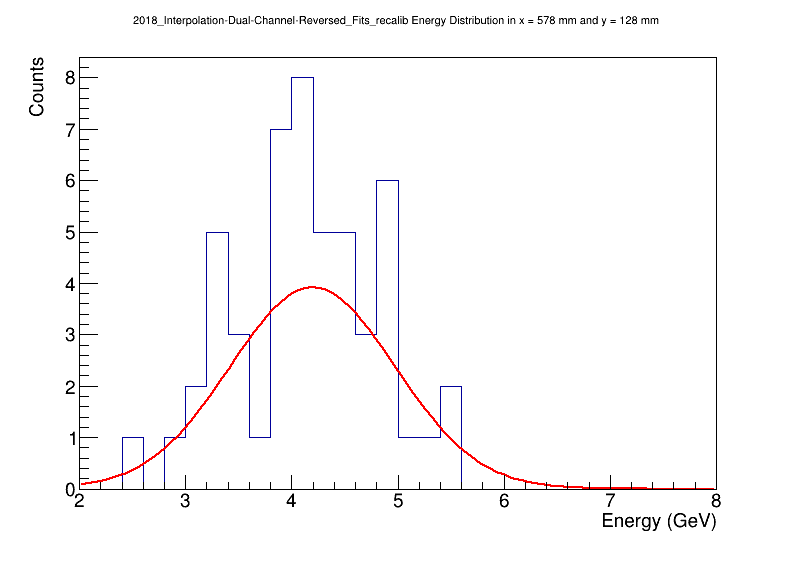 2018_Interpolation-Dual-Channel-Reversed_Fits_recalib Energy Distribution in x = 578 mm and y = 128 mm
Counts
8
7
6
5
4
3
2
1
0
2 3 4 5 6 7 8
Energy (GeV)